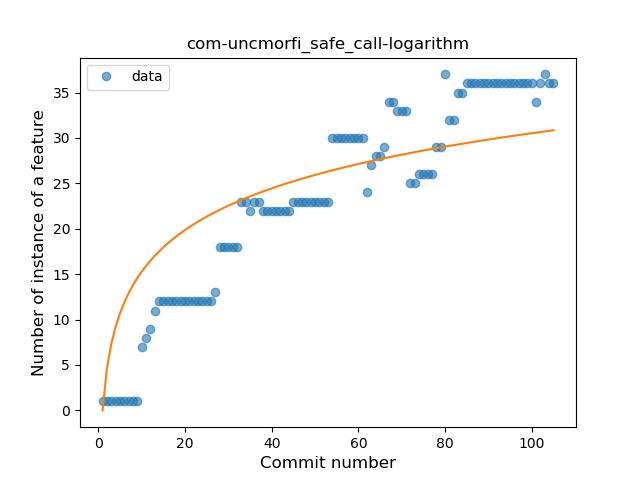 com-uncmorfi_safe_call-logarithm
data
Number of instance of a feature
35
30
25
20
15
10
5
0
0 20 40 60 80 100
Commit number